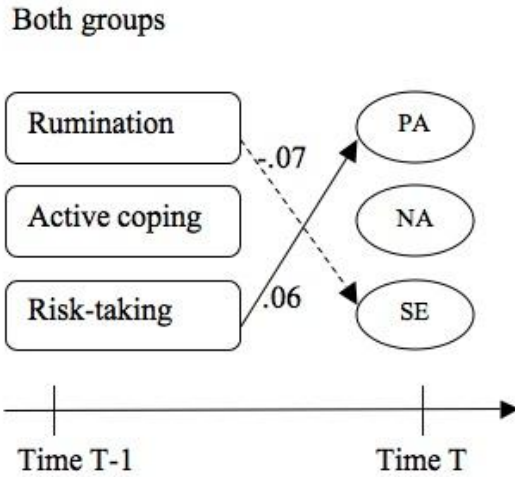 Both groups
Rumination
PA
-.07
Active coping
NA
Risk-taking
.06
SE
Time T-1
Time T